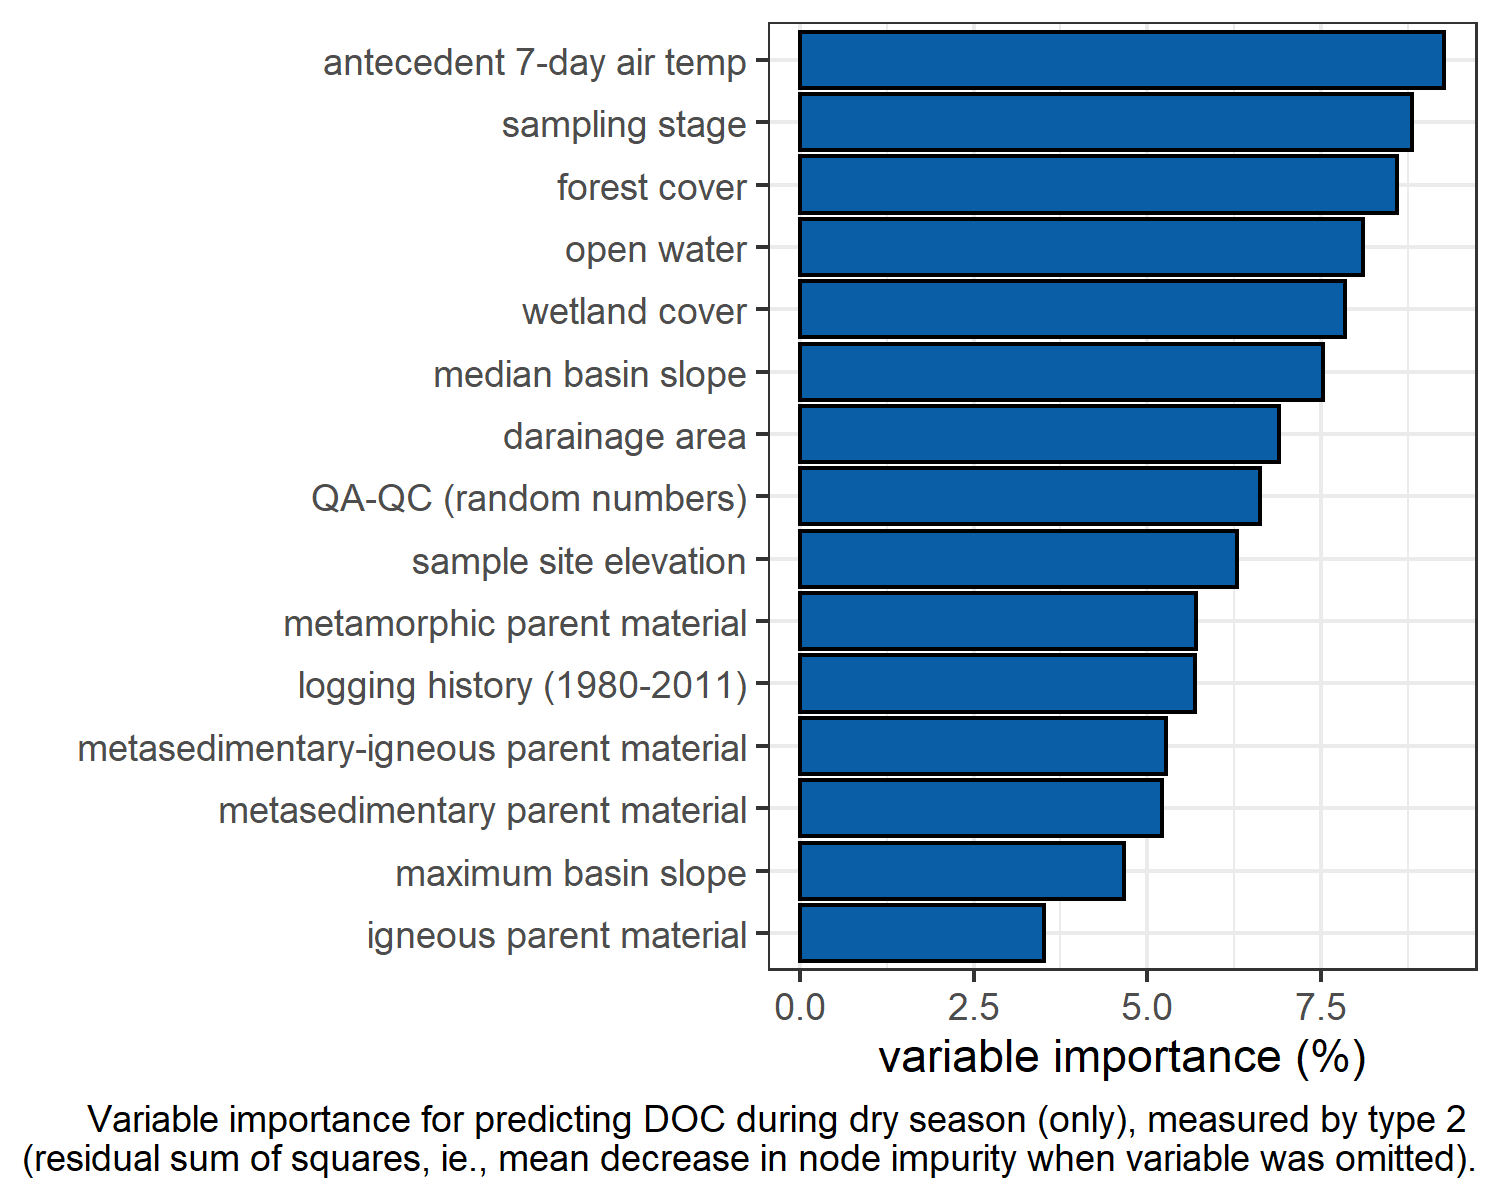 antecedent 7-day air temp
sampling stage
forest cover
open water
wetland cover
median basin slope
darainage area
QA-QC (random numbers)
sample site elevation
metamorphic parent material
logging history (1980-2011)
metasedimentary-igneous parent material
metasedimentary parent material
maximum basin slope
igneous parent material
0.0 2.5 5.0 7.5
variable importance (%)
Variable importance for predicting DOC during dry season (only), measured by type 2
(residual sum of squares, ie., mean decrease in node impurity when variable was omitted).